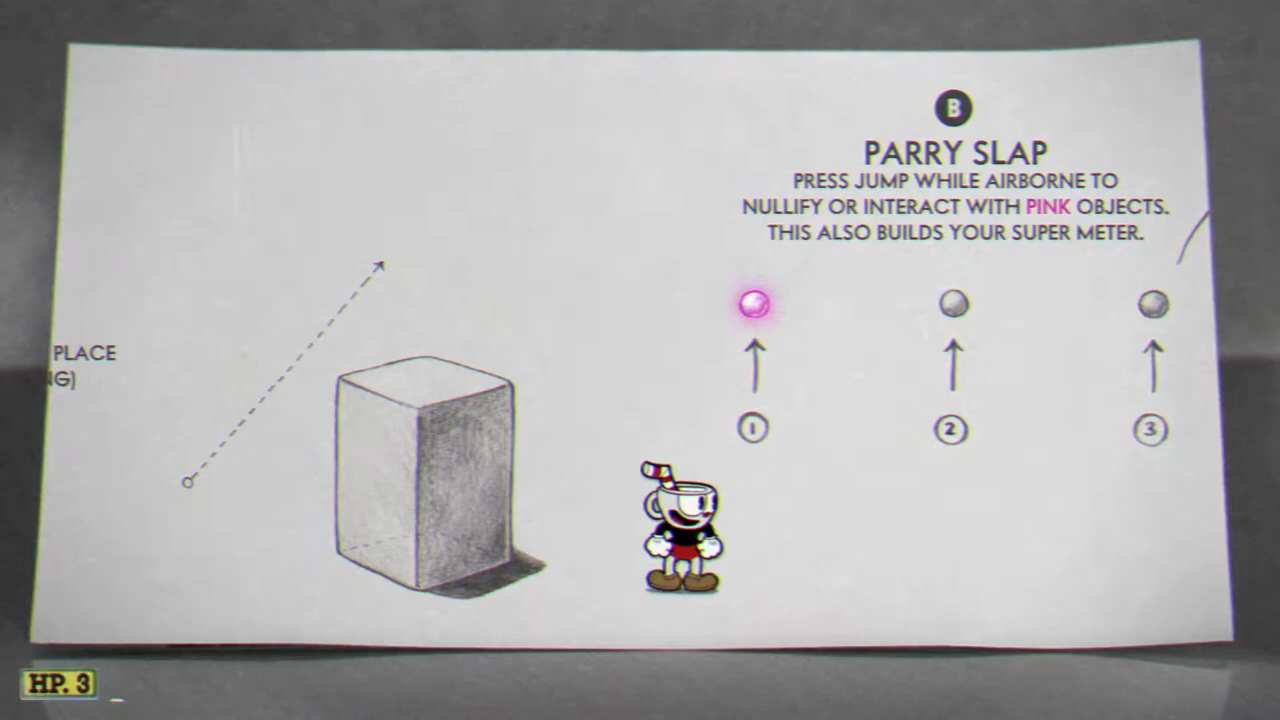 B
PARRY SLAP
PRESS JUMP WHILE AIRBORNE TO
NULLIFY OR INTERACT WITH PINK OBJECTS.
THIS ALSO BUILDS YOUR SUPER METER.
PLACE
G)
1
2
3
HP. 3